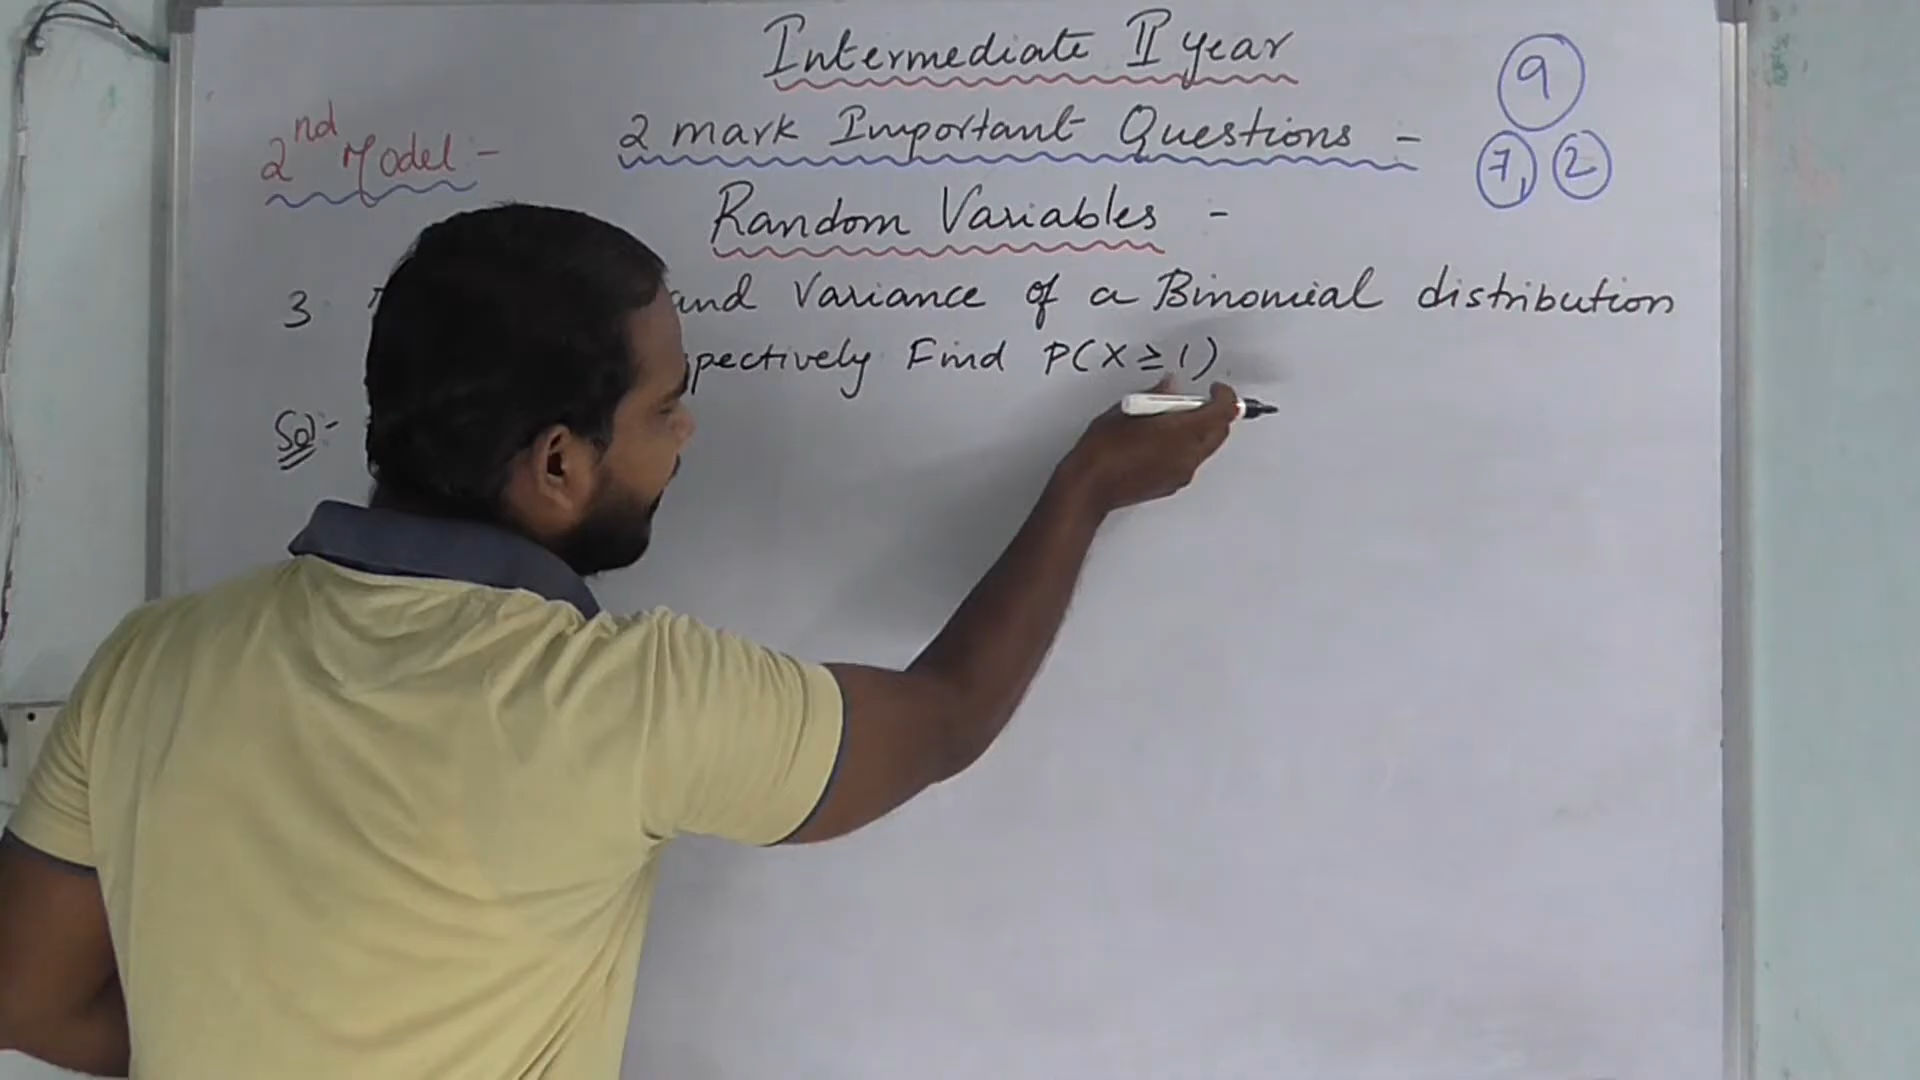 Intermediate II year
9
2nd Model -
2 mark Important Questions -
7, 2
Random Variables -
3 and Variance of a Binomial distribution
pectively Find P(X ≥ 1).
Sol:-